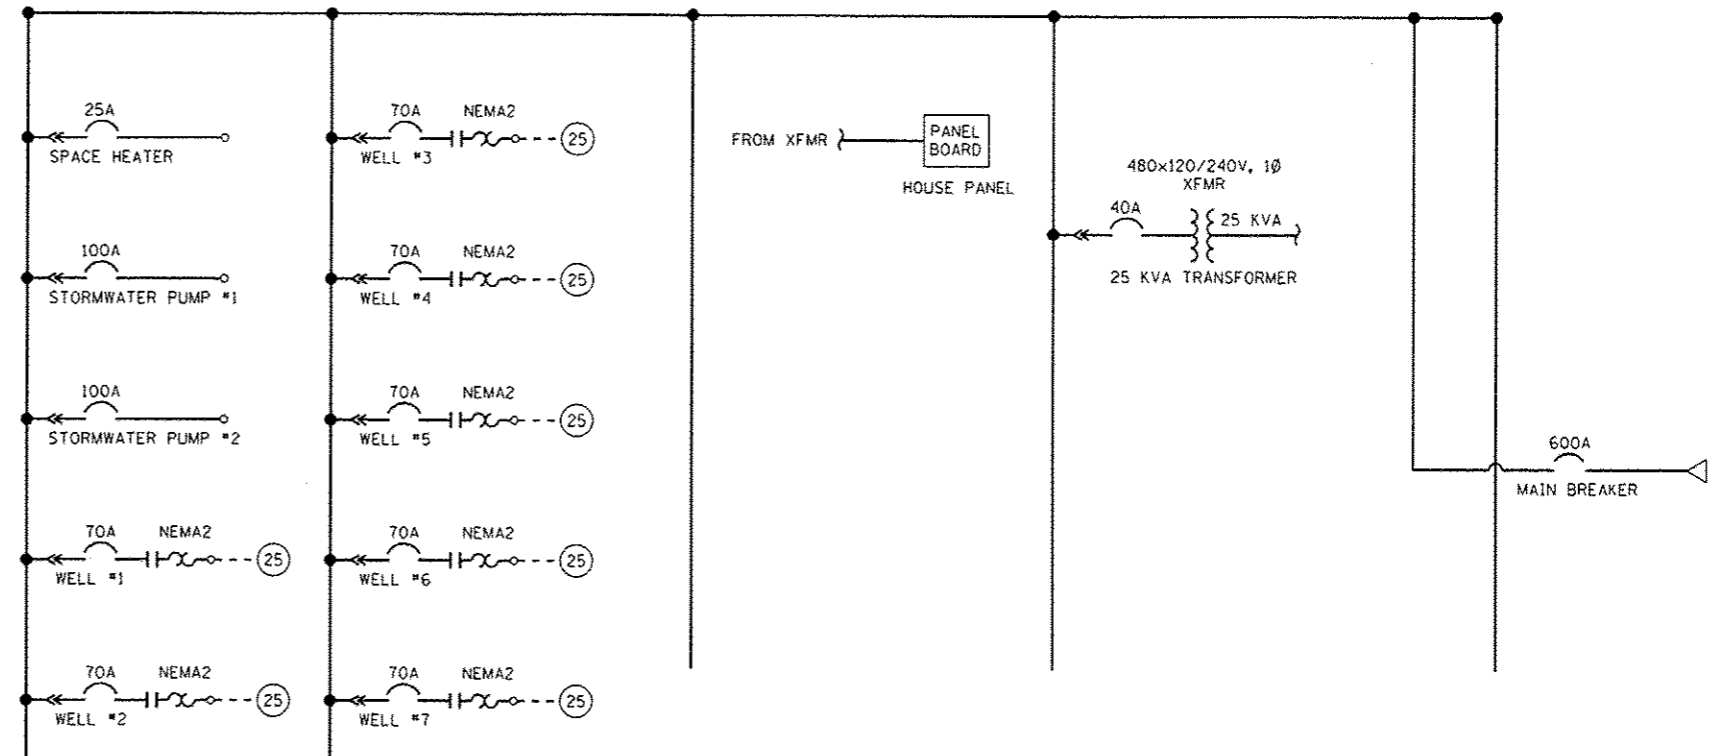 25A
SPACE HEATER
100A
STORMWATER PUMP #1
100A
STORMWATER PUMP #2
70A NEMA2
25
WELL #1
70A NEMA2
25
WELL #2
70A NEMA2
25
WELL #3
70A NEMA2
25
WELL #4
70A NEMA2
25
WELL #5
70A NEMA2
25
WELL #6
70A NEMA2
25
WELL #7
FROM XFMR
PANEL
BOARD
HOUSE PANEL
480x120/240V, 1Ø
XFMR
40A
25 KVA
25 KVA TRANSFORMER
600A
MAIN BREAKER